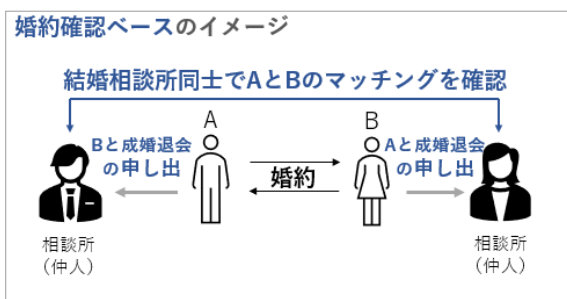 婚約確認ベースのイメージ
結婚相談所同士でAとBのマッチングを確認
A
B
Bと成婚退会
の申し出
Aと成婚退会
の申し出
婚約
相談所
(仲人)
相談所
(仲人)